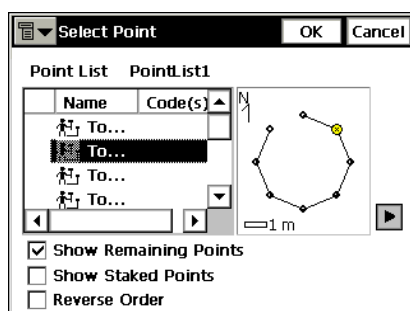 Select Point OK Cancel
Point List PointList1
Name Code(s)
To...
To...
To...
To...
N
1 m
Show Remaining Points
Show Staked Points
Reverse Order